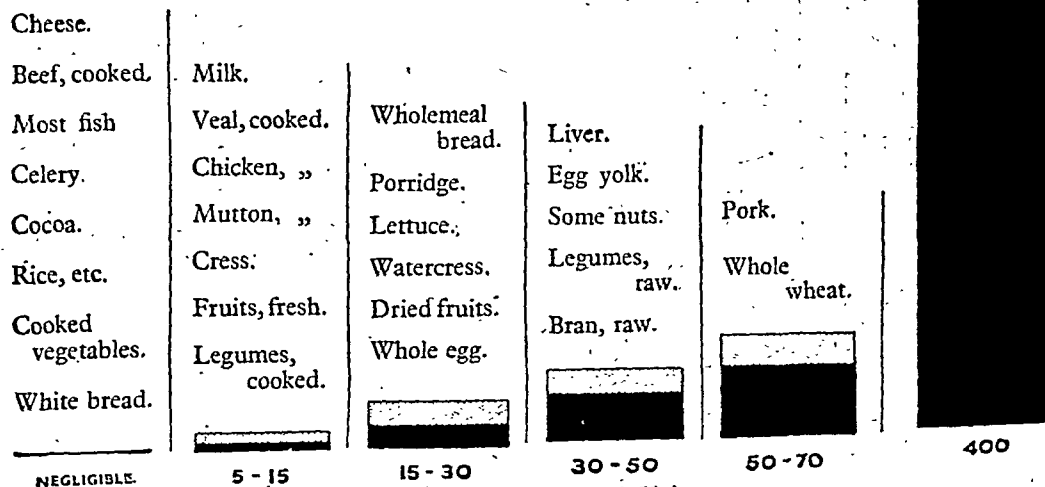 Cheese.
Beef, cooked.
Most fish
Celery.
Cocoa.
Rice, etc.
Cooked
vegetables.
White bread.
NEGLIGIBLE.
Milk.
Veal, cooked.
Chicken, „
Mutton, „
Cress.
Fruits, fresh.
Legumes,
cooked.
5-15
Wholemeal
bread.
Porridge.
Lettuce.
Watercress.
Dried fruits.
Whole egg.
15-30
Liver.
Egg yolk.
Some nuts.
Legumes,
raw.
Bran, raw.
30-50
Pork.
Whole
wheat.
50-70
400